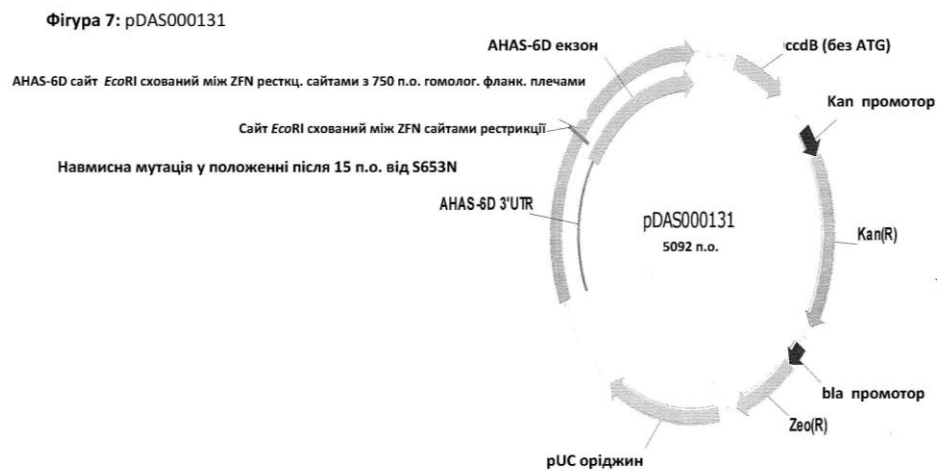 Фігура 7: pDAS000131
AHAS-6D екзон
ccdB (без ATG)
AHAS-6D сайт EcoRI схований між ZFN ресткц. сайтами з 750 п.о. гомолог. фланк. плечами
Kan промотор
Сайт EcoRI схований між ZFN сайтами рестрикції
Навмисна мутація у положенні після 15 п.о. від S653N
AHAS-6D 3'UTR
pDAS000131
5092 п.о.
Kan(R)
bla промотор
Zeo(R)
pUC оріджин